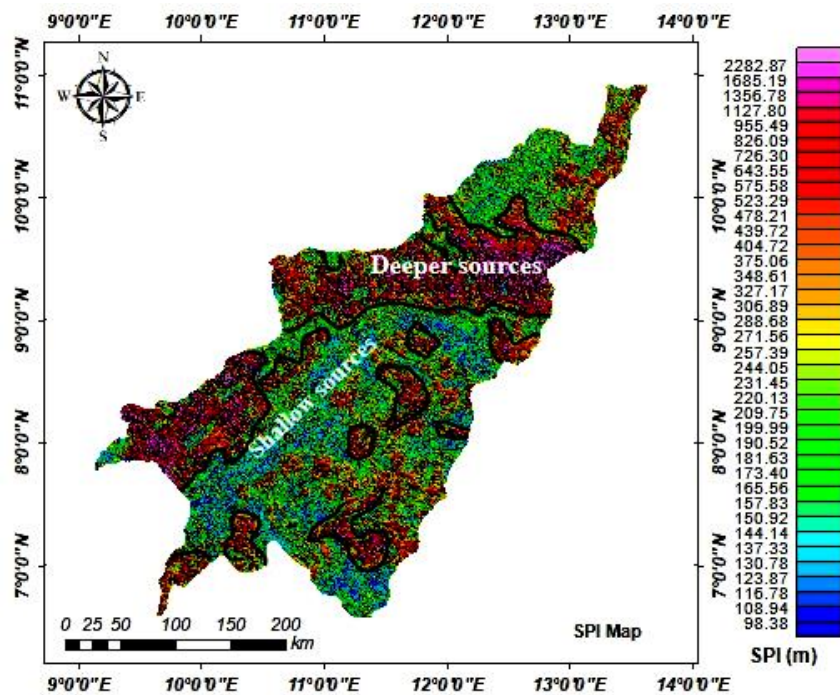 9°0'0"E 10°0'0"E 11°0'0"E 12°0'0"E 13°0'0"E 14°0'0"E
N
W E
S
11°0'0"N
10°0'0"N
9°0'0"N
8°0'0"N
7°0'0"N
Deeper sources
Shallow sources
11°0'0"N
10°0'0"N
9°0'0"N
8°0'0"N
7°0'0"N
0 25 50 100 150 200
km
SPI Map
9°0'0"E 10°0'0"E 11°0'0"E 12°0'0"E 13°0'0"E 14°0'0"E
2282.87
1685.19
1356.78
1127.80
955.49
826.09
726.30
643.55
575.58
523.29
478.21
439.72
404.72
375.06
348.61
327.17
306.89
288.68
271.56
257.39
244.05
231.45
220.13
209.75
199.99
190.52
181.63
173.40
165.56
157.83
150.92
144.14
137.33
130.78
123.87
116.78
108.94
98.38
SPI (m)